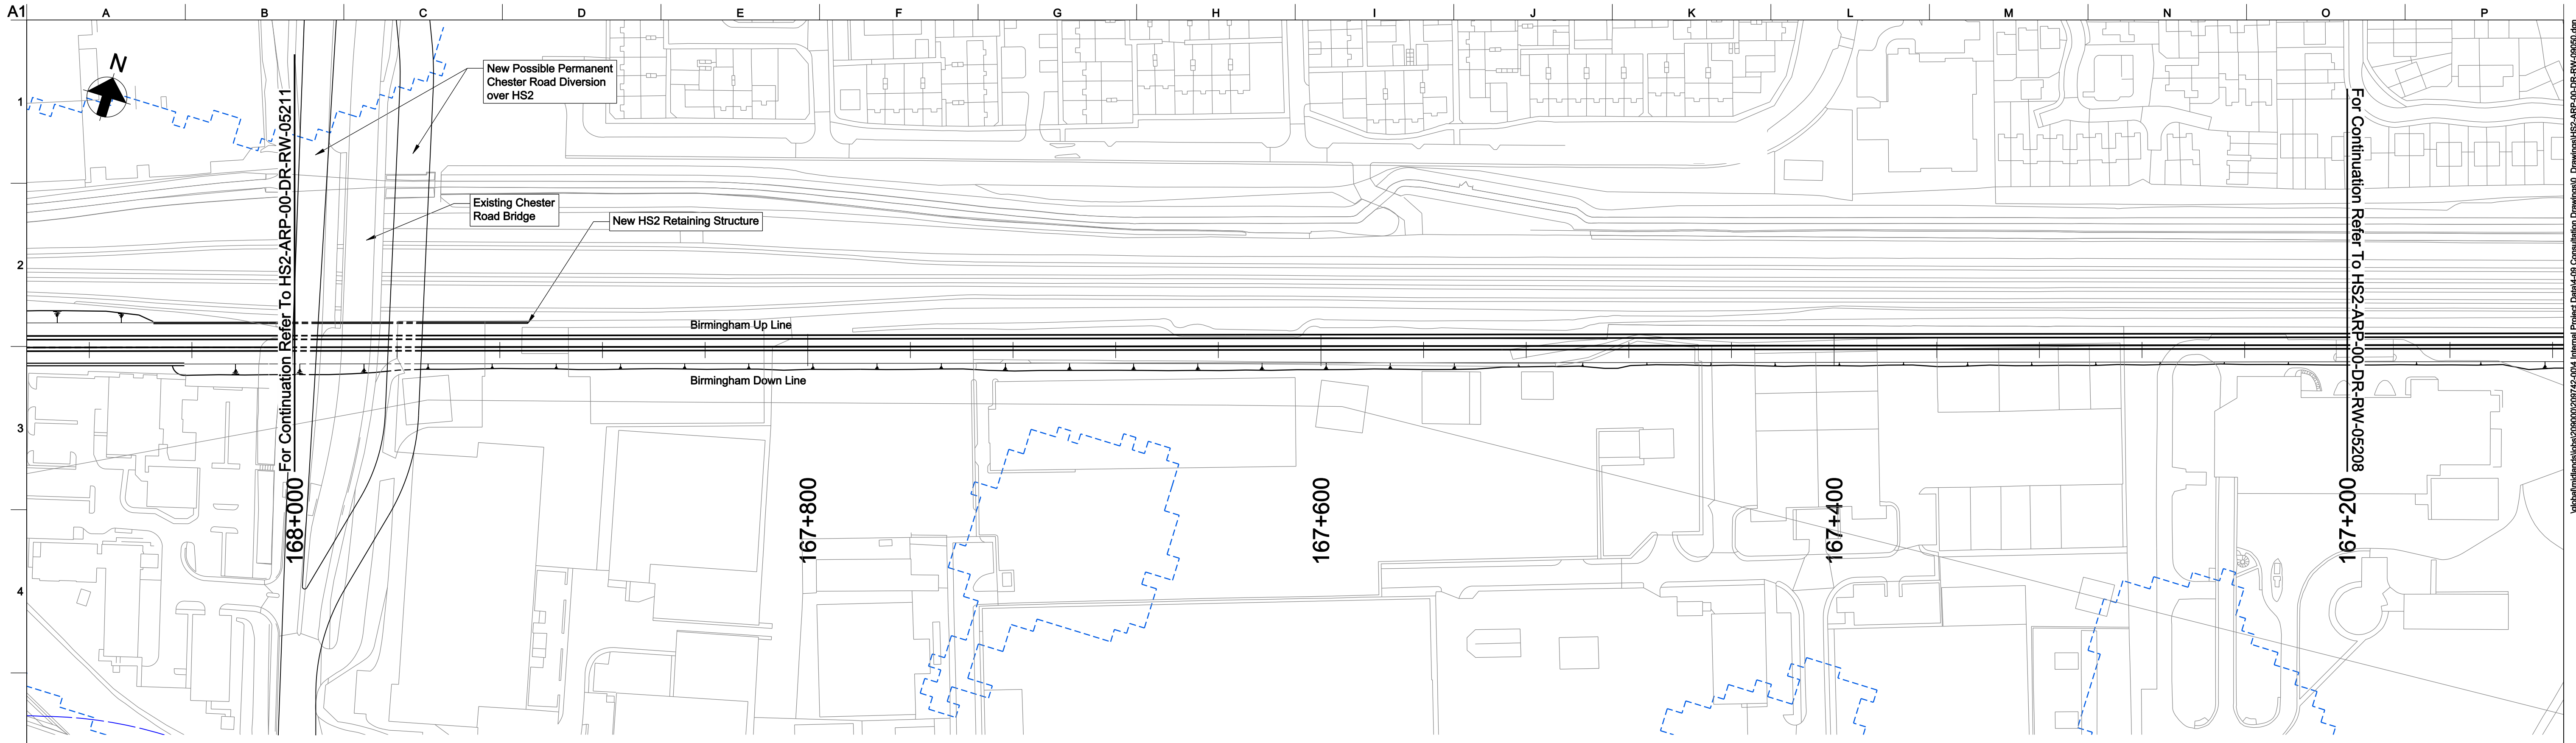 A1
A B C D E F G H I J K L M N O P
N
1
2
3
4
New Possible Permanent
Chester Road Diversion
over HS2
Existing Chester
Road Bridge
New HS2 Retaining Structure
Birmingham Up Line
Birmingham Down Line
For Continuation Refer To HS2-ARP-00-DR-RW-05211
For Continuation Refer To HS2-ARP-00-DR-RW-05208
168+000
167+800
167+600
167+400
167+200